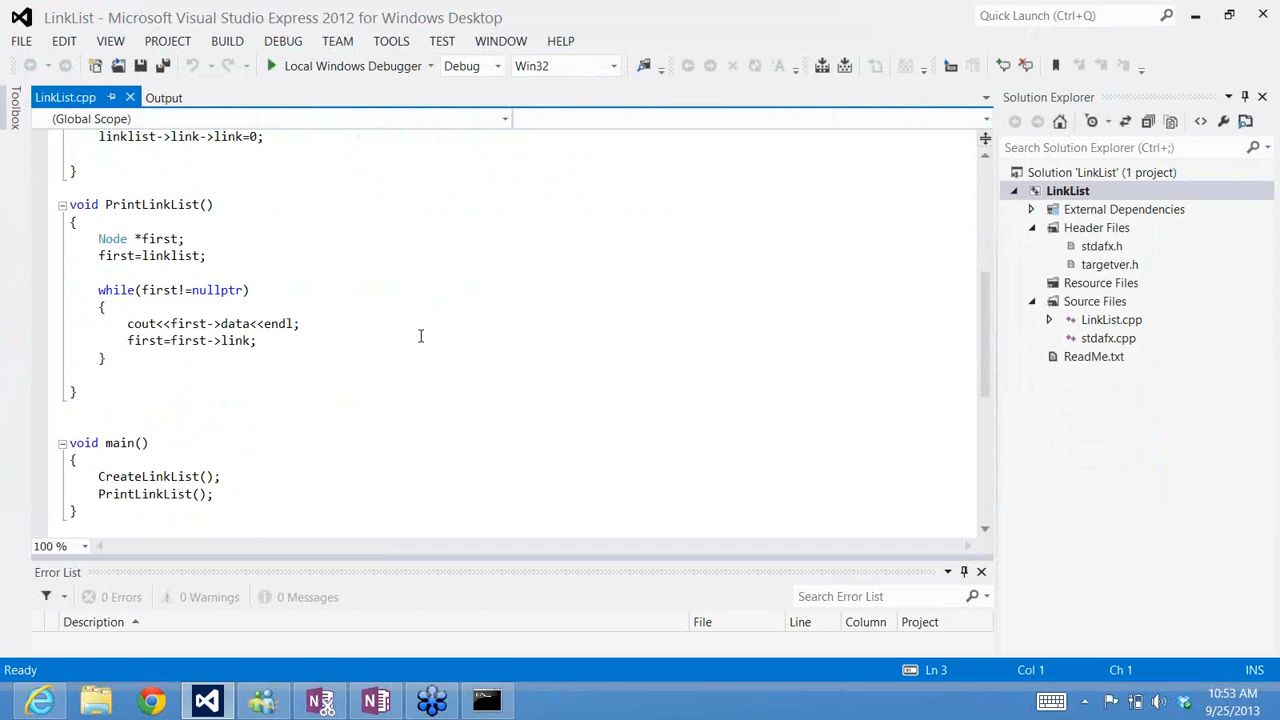 LinkList - Microsoft Visual Studio Express 2012 for Windows Desktop
Quick Launch (Ctrl+Q)
FILE EDIT VIEW PROJECT BUILD DEBUG TEAM TOOLS TEST WINDOW HELP
Local Windows Debugger Debug Win32
Toolbox
LinkList.cpp Output
(Global Scope)
linklist->link->link=0;
}
void PrintLinkList()
{
Node *first;
first=linklist;
while(first!=nullptr)
{
cout<<first->data<<endl;
first=first->link;
}
}
void main()
{
CreateLinkList();
PrintLinkList();
}
100 %
Solution Explorer
Search Solution Explorer (Ctrl+;)
Solution 'LinkList' (1 project)
LinkList
External Dependencies
Header Files
stdafx.h
targetver.h
Resource Files
Source Files
LinkList.cpp
stdafx.cpp
ReadMe.txt
Error List
0 Errors 0 Warnings 0 Messages
Search Error List
Description File Line Column Project
Ready Ln 3 Col 1 Ch 1 INS
10:53 AM
9/25/2013